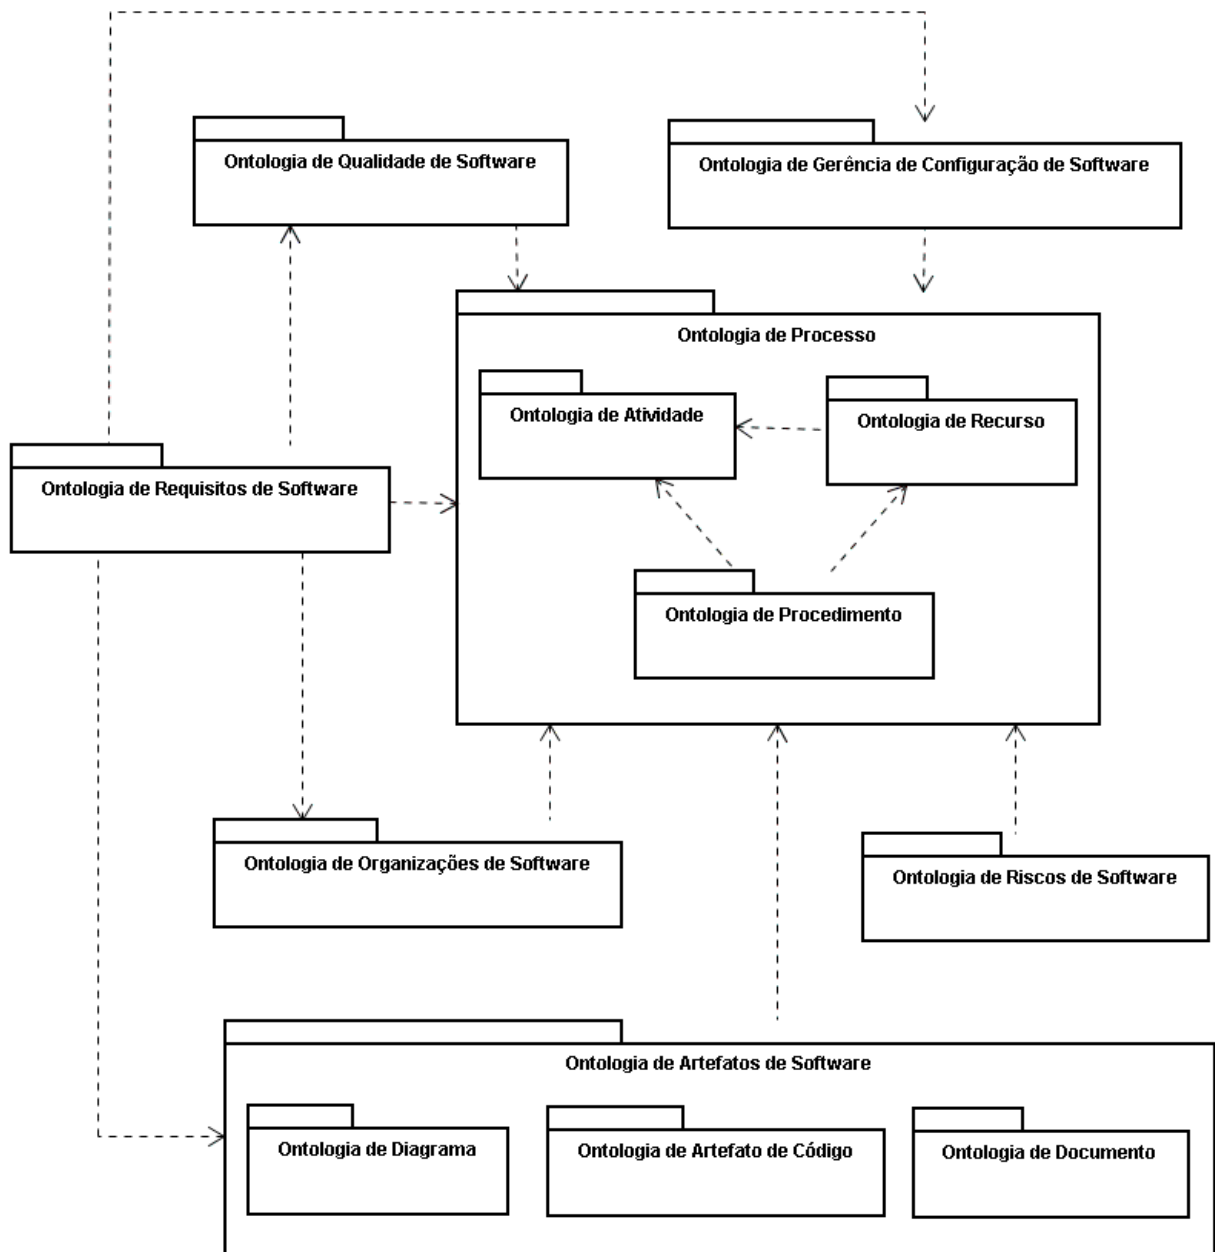 Ontologia de Qualidade de Software
Ontologia de Gerência de Configuração de Software
Ontologia de Processo
Ontologia de Atividade
Ontologia de Recurso
Ontologia de Requisitos de Software
Ontologia de Procedimento
Ontologia de Organizações de Software
Ontologia de Riscos de Software
Ontologia de Artefatos de Software
Ontologia de Diagrama
Ontologia de Artefato de Código
Ontologia de Documento